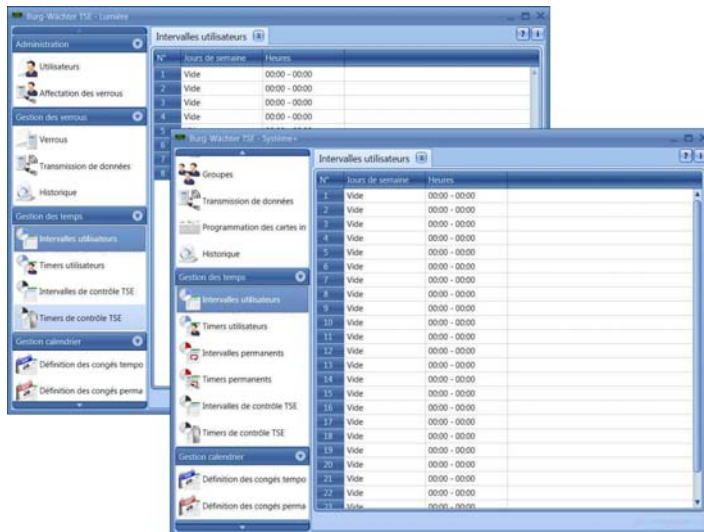 Burg-Wächter TSE - Lumière
Administration
Utilisateurs
Affectation des verrous
Gestion des verrous
Verrous
Transmission de données
Historique
Gestion des temps
Intervalles utilisateurs
Timers utilisateurs
Intervalles de contrôle TSE
Timers de contrôle TSE
Gestion calendrier
Définition des congés tempo
Définition des congés perma
Intervalles utilisateurs
N° Jours de semaine Heures
1 Vide 00:00 - 00:00
2 Vide 00:00 - 00:00
3 Vide 00:00 - 00:00
4 Vide 00:00 - 00:00
5
6
7
8
Burg-Wächter TSE - Système+
Groupes
Transmission de données
Programmation des cartes in
Historique
Gestion des temps
Intervalles utilisateurs
Timers utilisateurs
Intervalles permanents
Timers permanents
Intervalles de contrôle TSE
Timers de contrôle TSE
Gestion calendrier
Définition des congés tempo
Définition des congés perma
Intervalles utilisateurs
N° Jours de semaine Heures
1 Vide 00:00 - 00:00
2 Vide 00:00 - 00:00
3 Vide 00:00 - 00:00
4 Vide 00:00 - 00:00
5 Vide 00:00 - 00:00
6 Vide 00:00 - 00:00
7 Vide 00:00 - 00:00
8 Vide 00:00 - 00:00
9 Vide 00:00 - 00:00
10 Vide 00:00 - 00:00
11 Vide 00:00 - 00:00
12 Vide 00:00 - 00:00
13 Vide 00:00 - 00:00
14 Vide 00:00 - 00:00
15 Vide 00:00 - 00:00
16 Vide 00:00 - 00:00
17 Vide 00:00 - 00:00
18 Vide 00:00 - 00:00
19 Vide 00:00 - 00:00
20 Vide 00:00 - 00:00
21 Vide 00:00 - 00:00
22 Vide 00:00 - 00:00
23 Vide 00:00 - 00:00